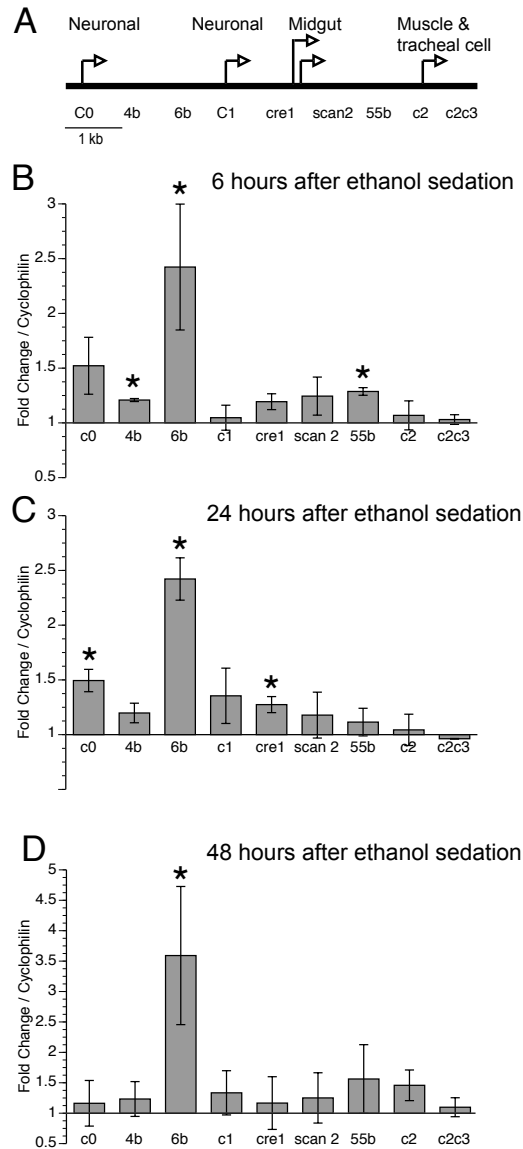 A
Neuronal Neuronal Midgut Muscle &
tracheal cell
C0 4b 6b C1 cre1 scan2 55b c2 c2c3
1 kb
B 6 hours after ethanol sedation
Fold Change / Cyclophilin
3
2.5
2
1.5
1
0.5
* * *
c0 4b 6b c1 cre1 scan 2 55b c2 c2c3
C 24 hours after ethanol sedation
Fold Change / Cyclophilin
3
2.5
2
1.5
1
* * *
c0 4b 6b c1 cre1 scan 2 55b c2 c2c3
D 48 hours after ethanol sedation
Fold Change / Cyclophilin
5
4.5
4
3.5
3
2.5
2
1.5
1
0.5
*
c0 4b 6b c1 cre1 scan 2 55b c2 c2c3